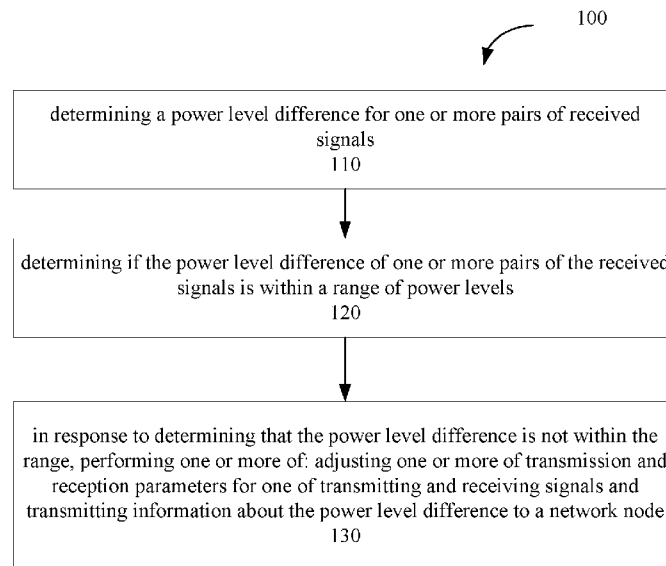 100
determining a power level difference for one or more pairs of received
signals
110
determining if the power level difference of one or more pairs of the received
signals is within a range of power levels
120
in response to determining that the power level difference is not within the
range, performing one or more of: adjusting one or more of transmission and
reception parameters for one of transmitting and receiving signals and
transmitting information about the power level difference to a network node
130